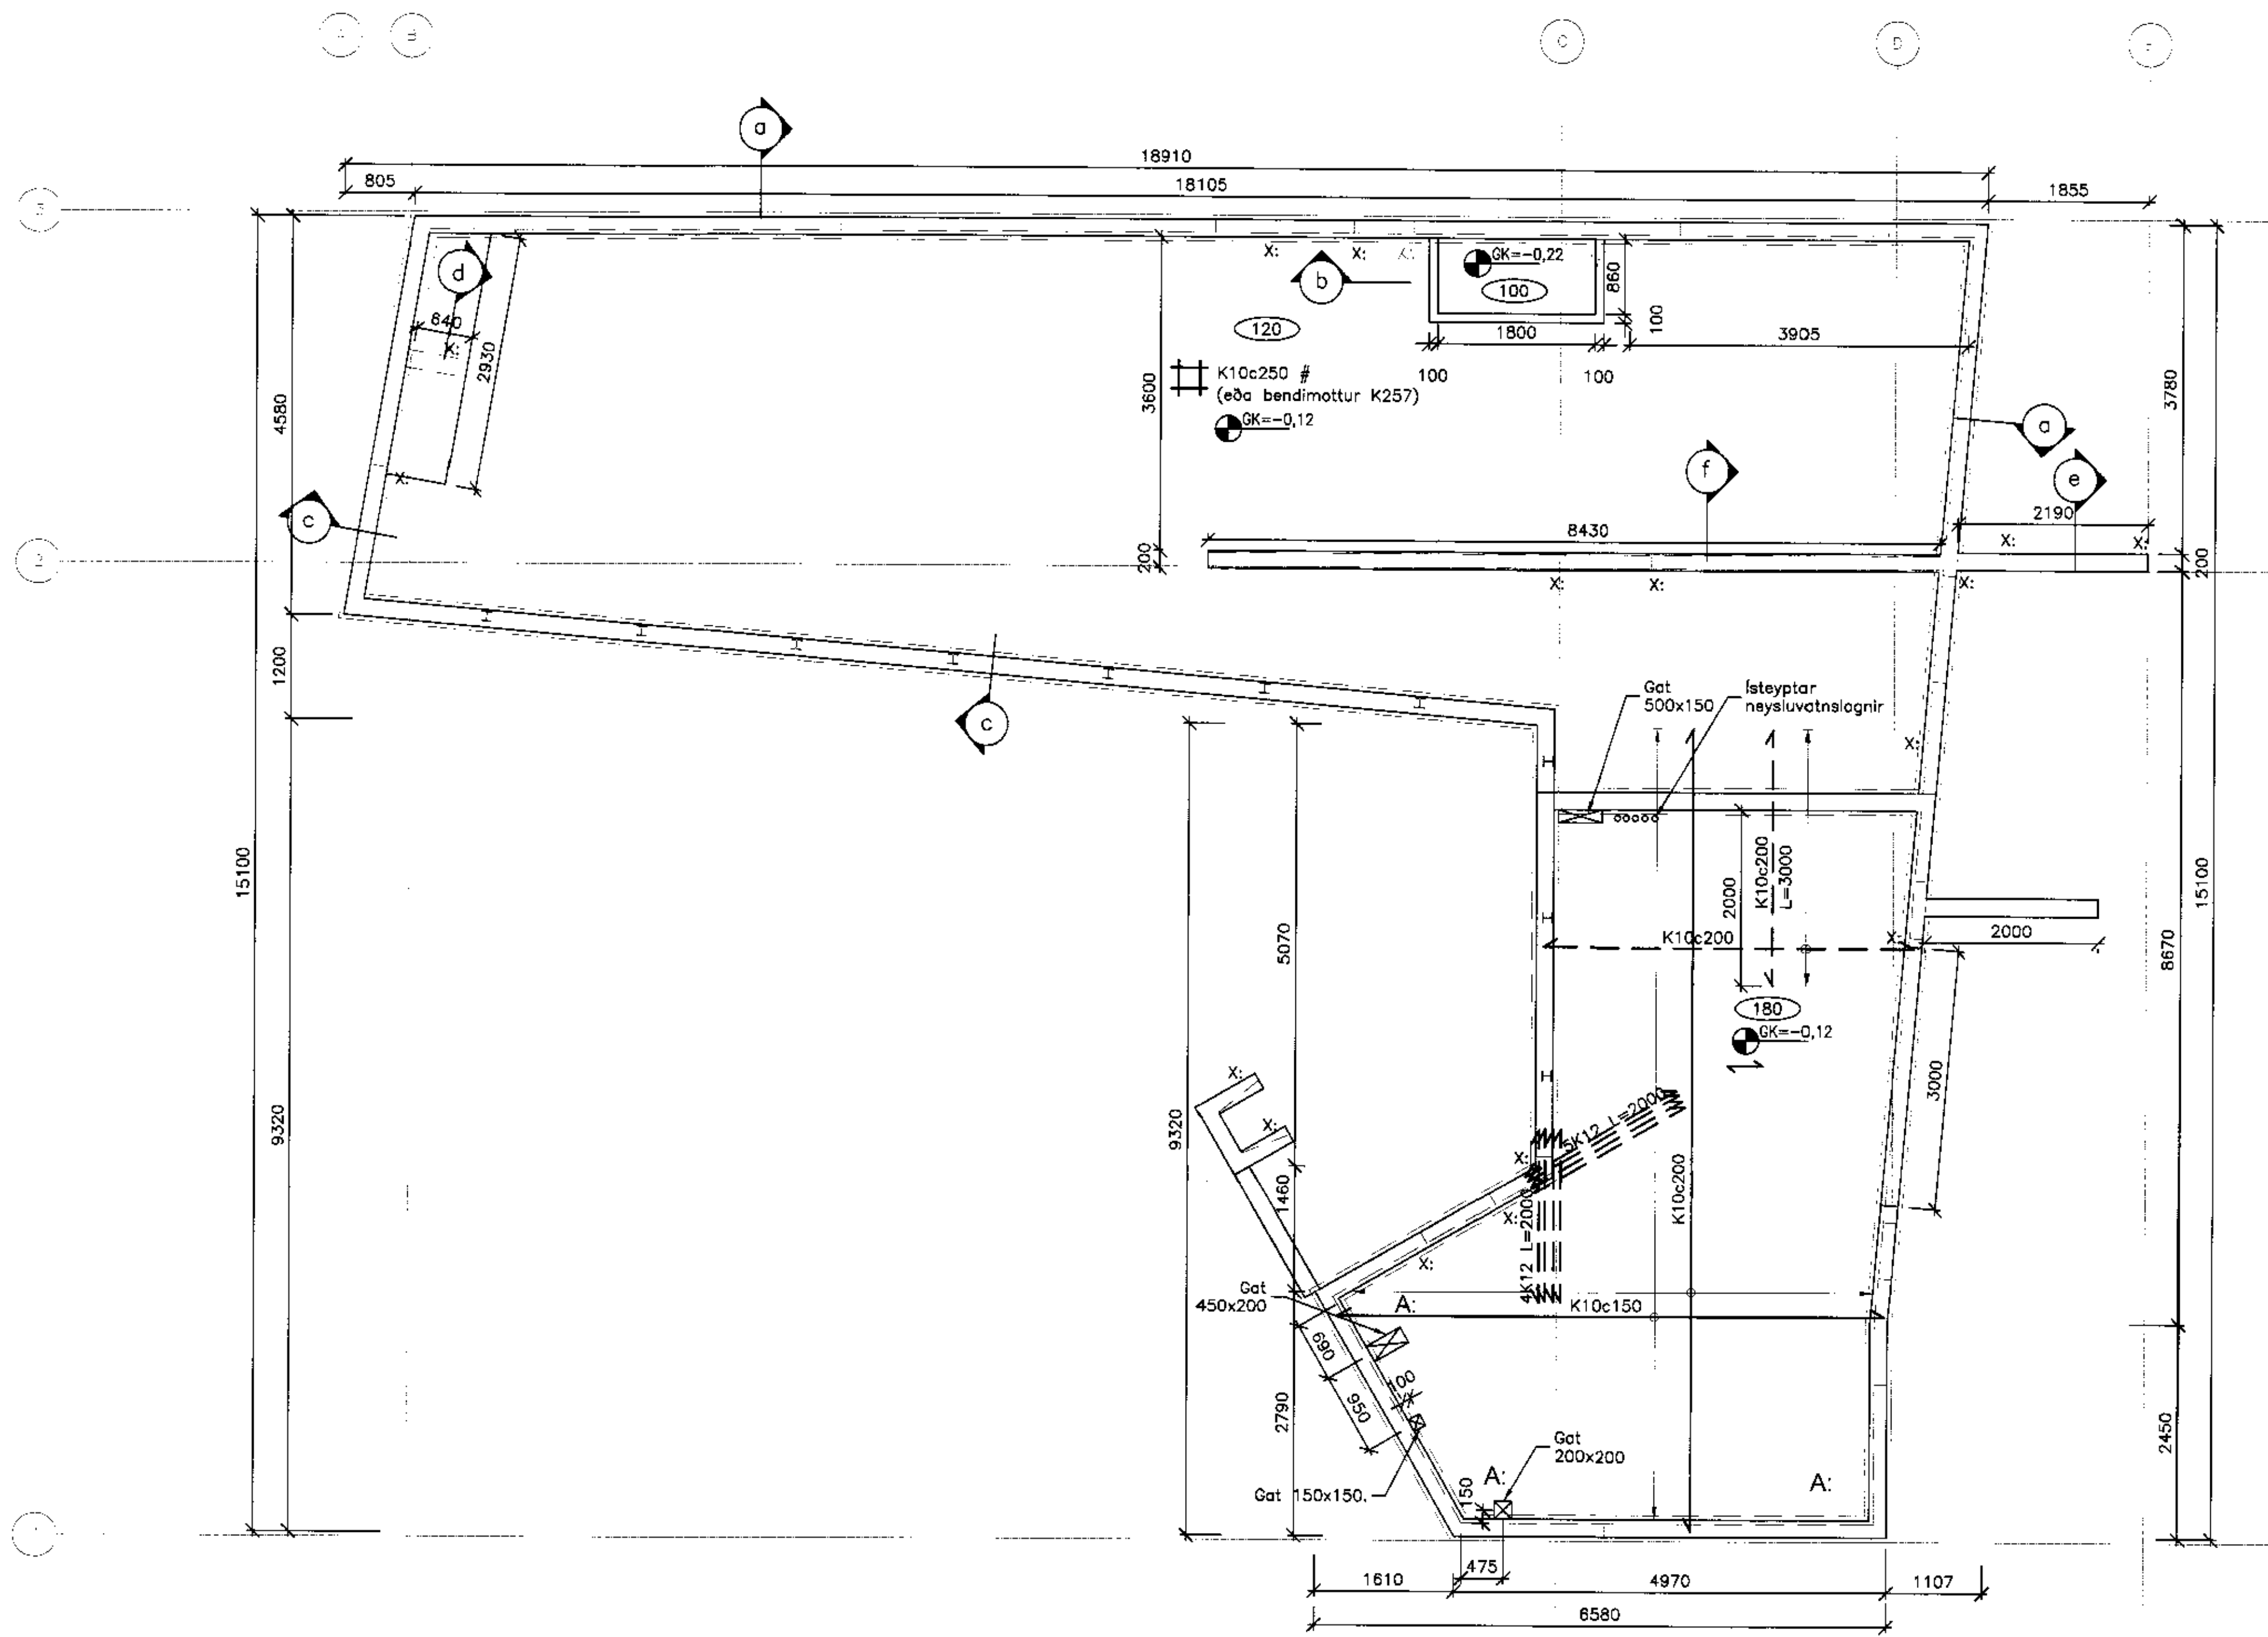 B
C
D
a
18910
805
18105
1855
3
d
X:
X:
X:
b
GK=-0,22
100
860
100
120
1800
3905
640
X:
2930
100
100
K10c250 #
(eða bendimottur K257)
GK=-0,12
3600
4580
3780
a
X:
f
e
c
2190
8430
X:
X:
2
200
200
X:
X:
X:
1200
c
Gat
500x150
Ísteyptar
neysluvatnslagnir
X:
15100
15100
K10c200
L=3000
2000
5070
K10c200
X:
2000
8670
180
GK=-0,12
3000
X:
9320
9320
X:
5K12 L=2000
X:
1460
K10c200
X:
4K12 L=2000
X:
Gat
450x200
A:
K10c150
690
100
950
2790
2450
Gat
200x200
150
A:
A:
Gat 150x150.
475
1610
4970
1107
6580